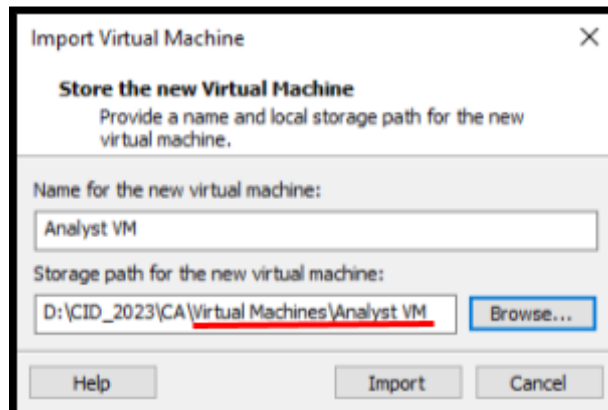 Import Virtual Machine
Store the new Virtual Machine
Provide a name and local storage path for the new
virtual machine.
Name for the new virtual machine:
Analyst VM
Storage path for the new virtual machine:
D:\CID_2023\CA\Virtual Machines\Analyst VM
Browse...
Help
Import
Cancel